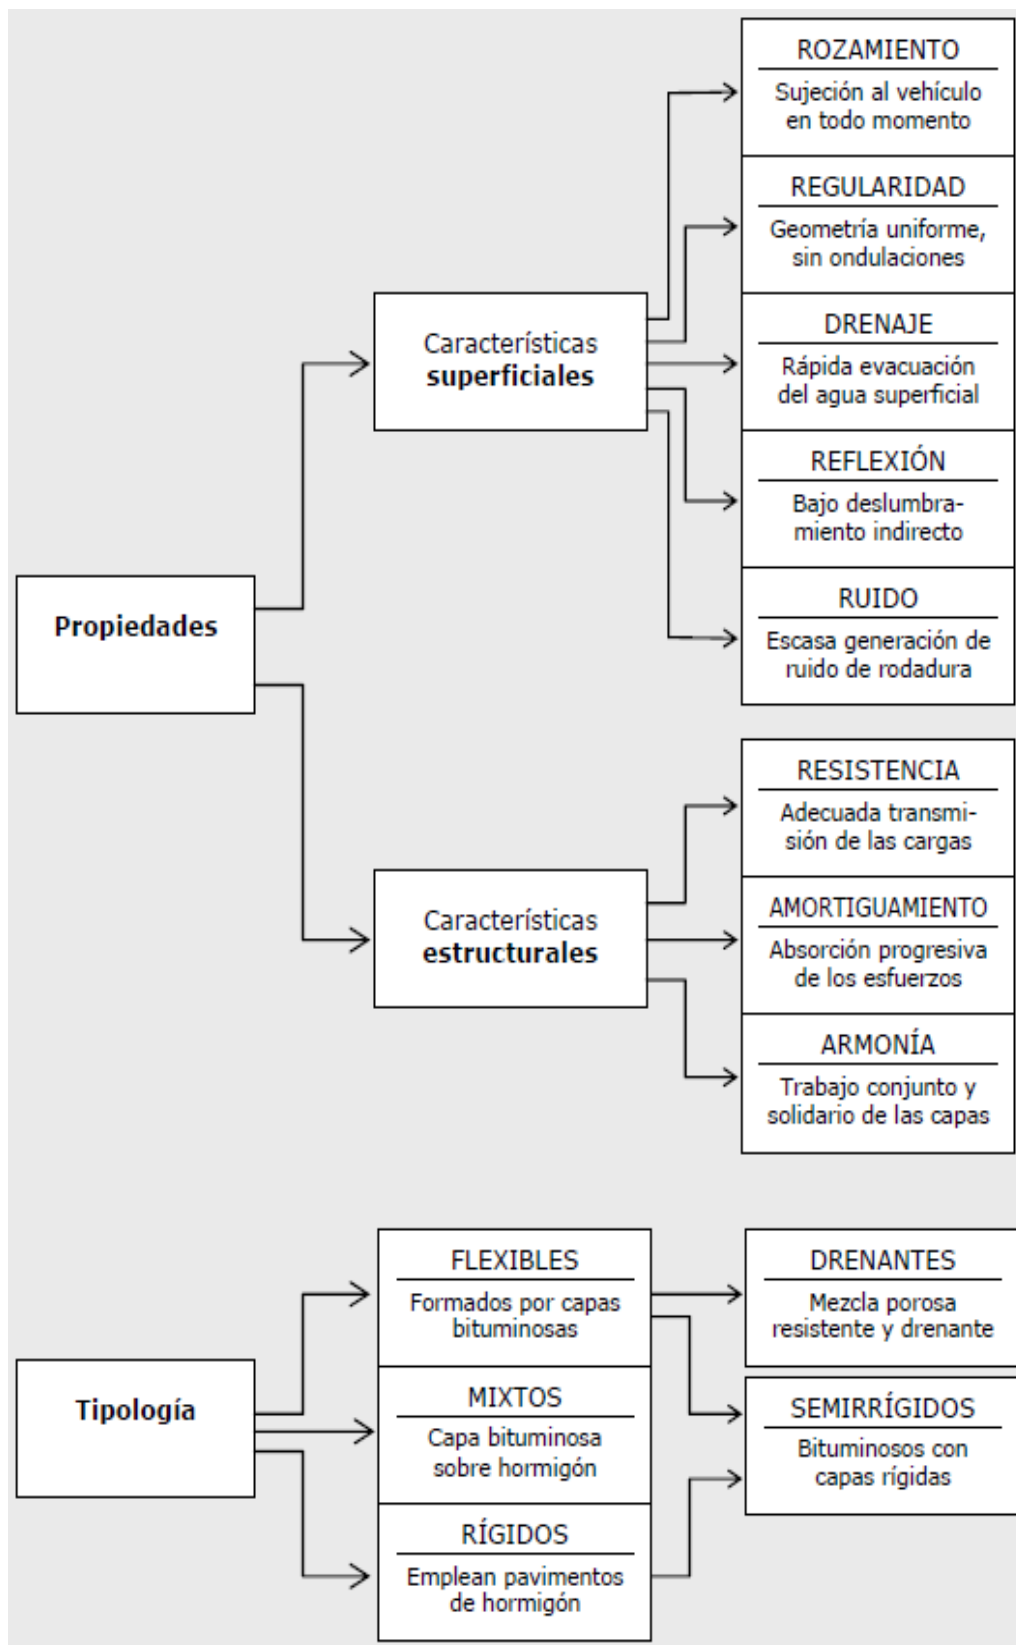 Propiedades
Características
superficiales
ROZAMIENTO
Sujeción al vehículo
en todo momento
REGULARIDAD
Geometría uniforme,
sin ondulaciones
DRENAJE
Rápida evacuación
del agua superficial
REFLEXIÓN
Bajo deslumbra-
miento indirecto
RUIDO
Escasa generación de
ruido de rodadura
Características
estructurales
RESISTENCIA
Adecuada transmi-
sión de las cargas
AMORTIGUAMIENTO
Absorción progresiva
de los esfuerzos
ARMONÍA
Trabajo conjunto y
solidario de las capas
Tipología
FLEXIBLES
Formados por capas
bituminosas
MIXTOS
Capa bituminosa
sobre hormigón
RÍGIDOS
Emplean pavimentos
de hormigón
DRENANTES
Mezcla porosa
resistente y drenante
SEMIRRÍGIDOS
Bituminosos con
capas rígidas